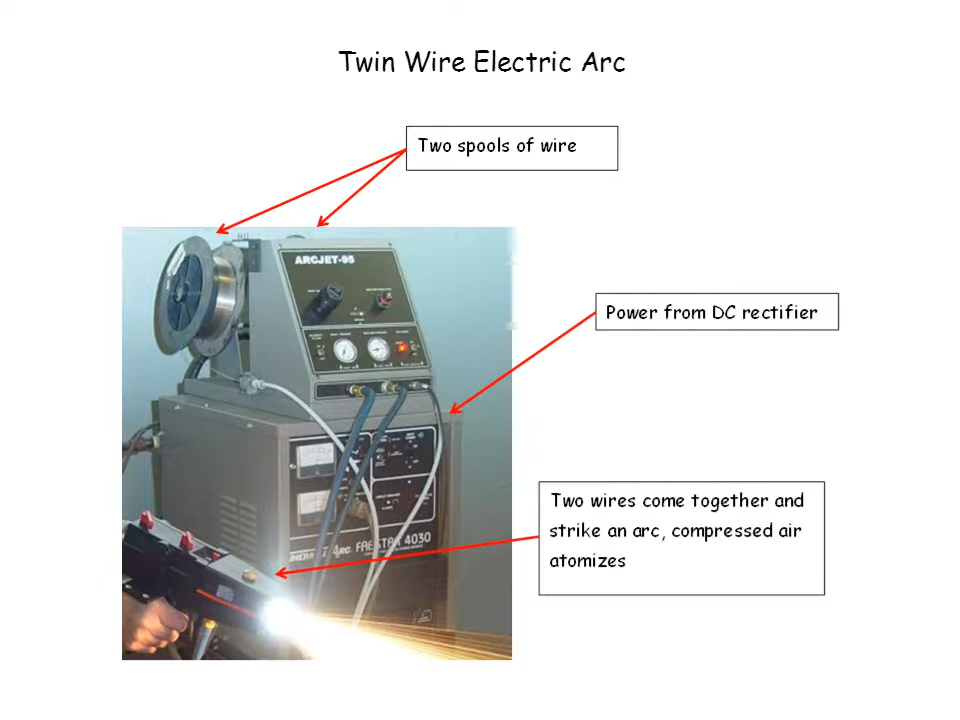 Twin Wire Electric Arc
Two spools of wire
ARCJET-95
Power from DC rectifier
Two wires come together and
strike an arc, compressed air
atomizes
4030